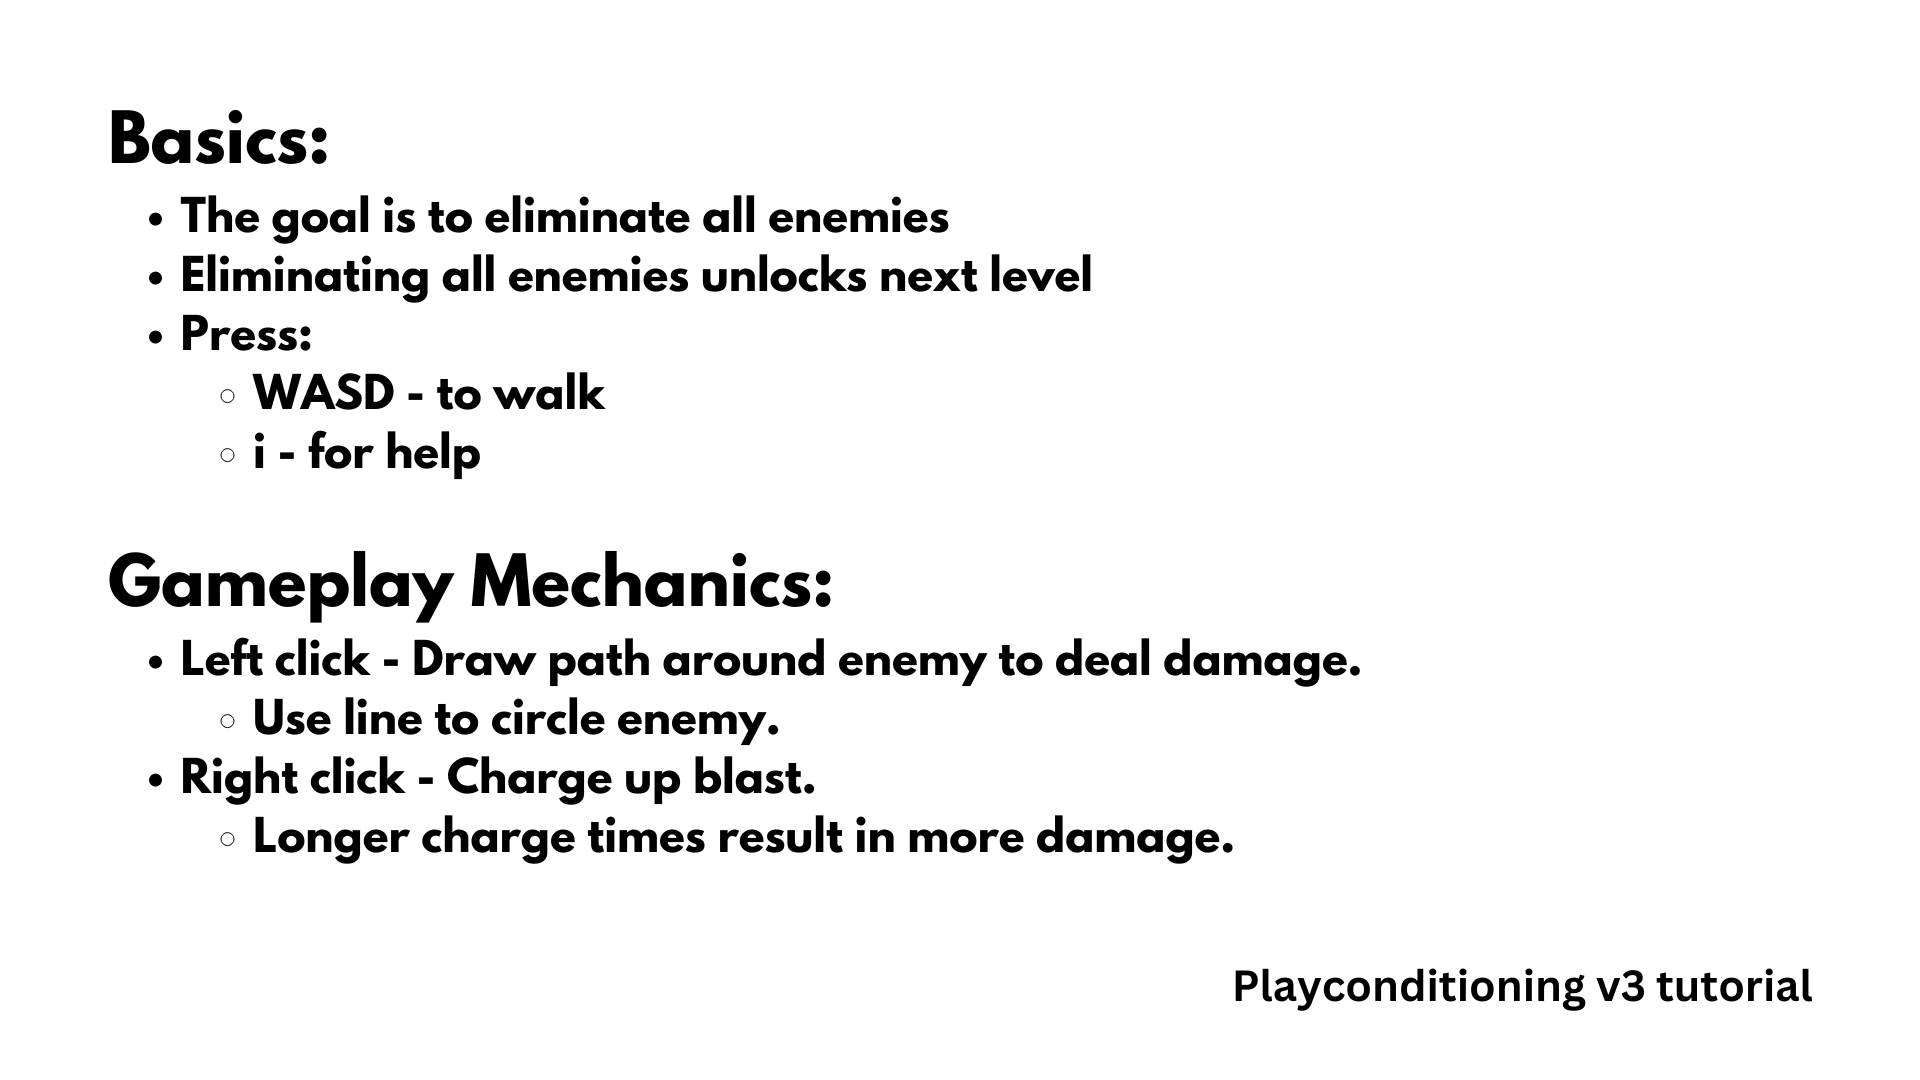 Basics:
• The goal is to eliminate all enemies
• Eliminating all enemies unlocks next level
• Press:
◦ WASD - to walk
◦ i - for help
Gameplay Mechanics:
• Left click - Draw path around enemy to deal damage.
◦ Use line to circle enemy.
• Right click - Charge up blast.
◦ Longer charge times result in more damage.
Playconditioning v3 tutorial